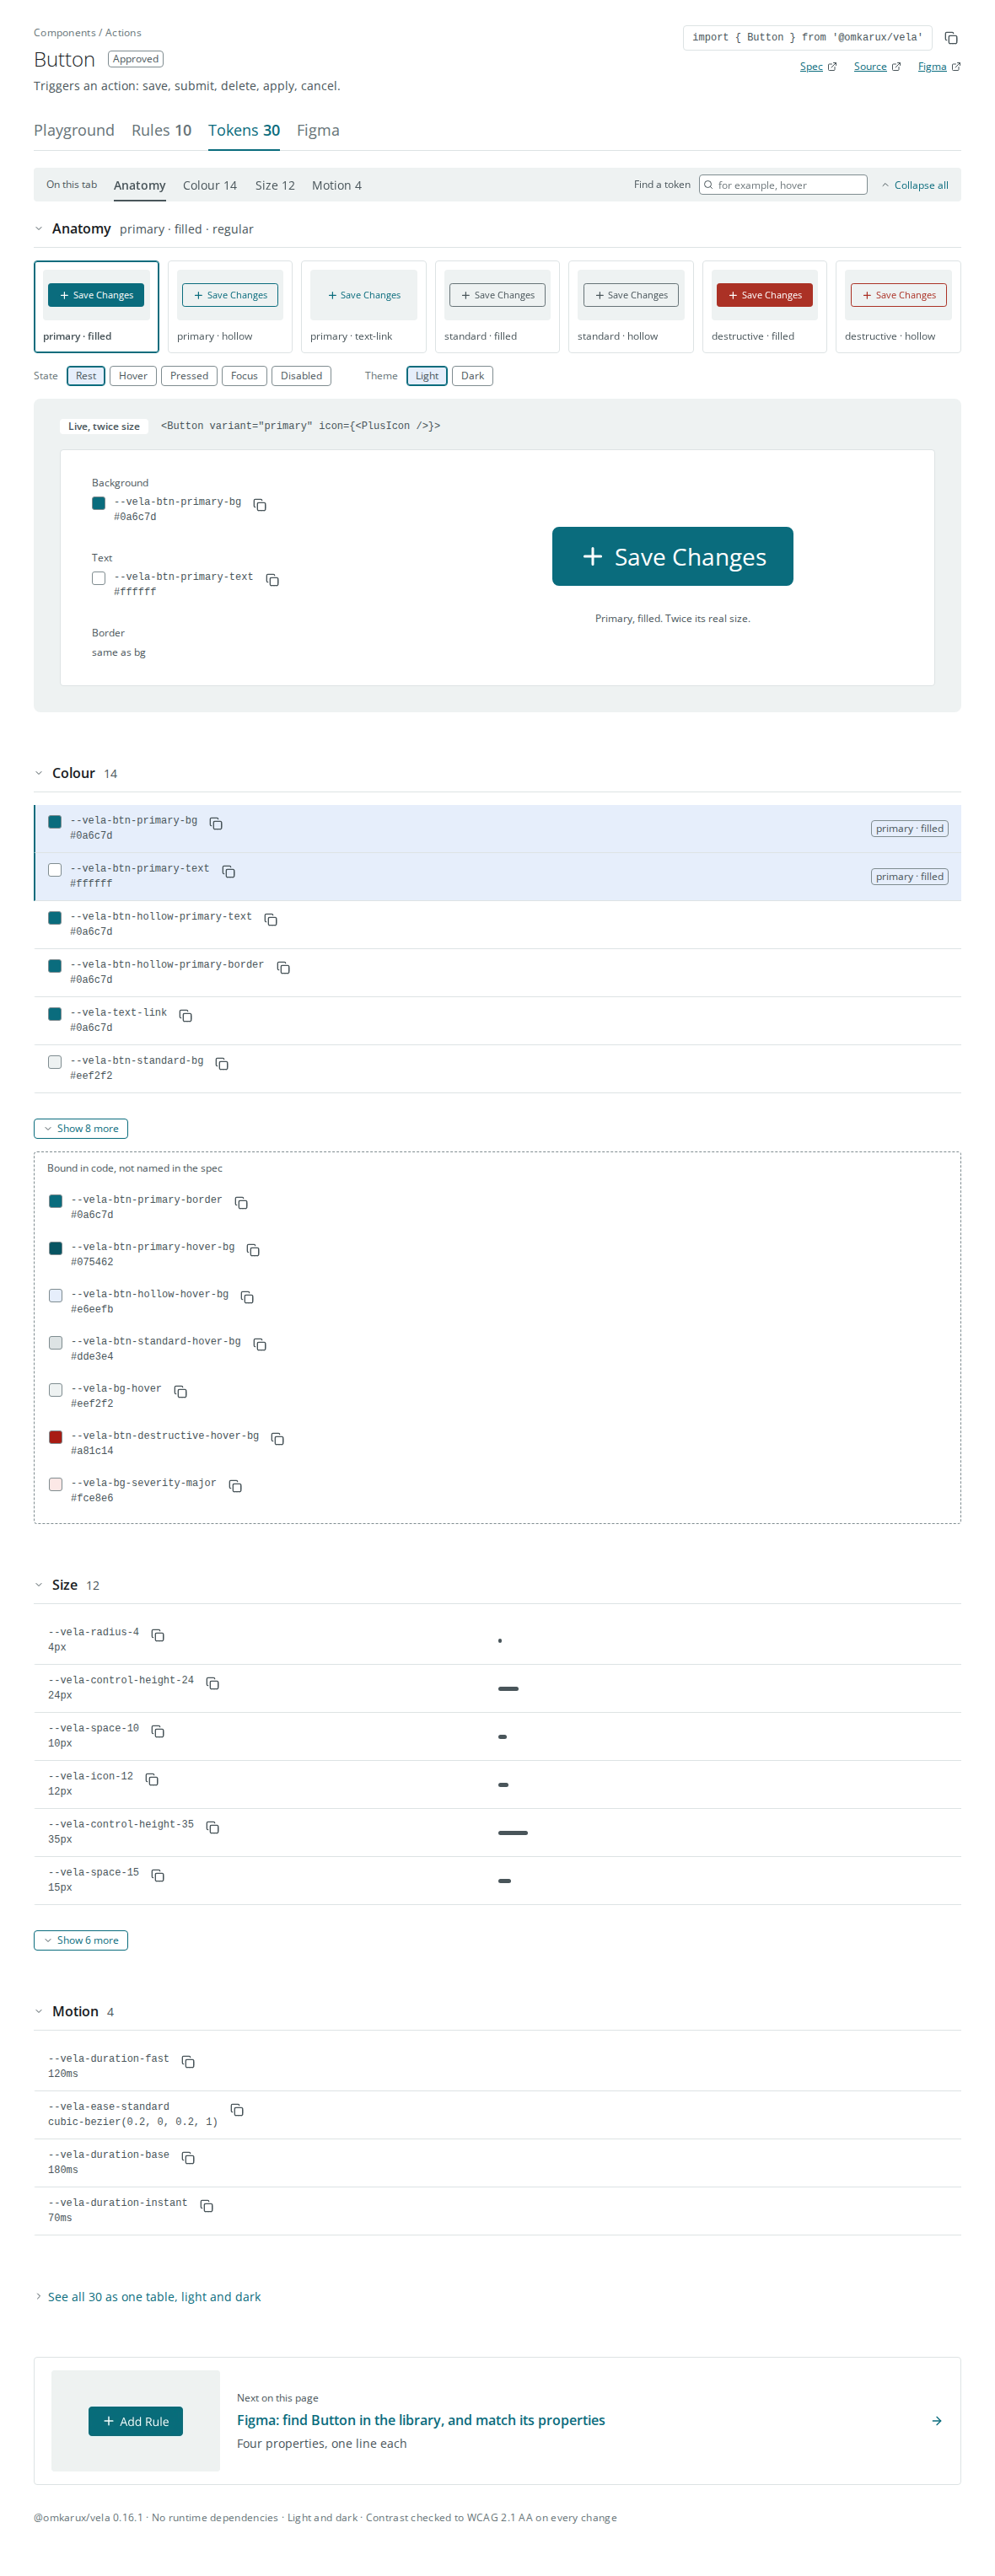 Components / Actions
import { Button } from '@omkarux/vela'
Button Approved
Spec Source Figma
Triggers an action: save, submit, delete, apply, cancel.
Playground Rules 10 Tokens 30 Figma
On this tab Anatomy Colour 14 Size 12 Motion 4 Find a token for example, hover Collapse all
Anatomy primary · filled · regular
Save Changes Save Changes Save Changes Save Changes Save Changes Save Changes Save Changes
primary · filled primary · hollow primary · text-link standard · filled standard · hollow destructive · filled destructive · hollow
State Rest Hover Pressed Focus Disabled Theme Light Dark
Live, twice size <Button variant="primary" icon={<PlusIcon />}>
Background
--vela-btn-primary-bg
#0a6c7d
Text
--vela-btn-primary-text
#ffffff
Border
same as bg
Save Changes
Primary, filled. Twice its real size.
Colour 14
--vela-btn-primary-bg
#0a6c7d
primary · filled
--vela-btn-primary-text
#ffffff
primary · filled
--vela-btn-hollow-primary-text
#0a6c7d
--vela-btn-hollow-primary-border
#0a6c7d
--vela-text-link
#0a6c7d
--vela-btn-standard-bg
#eef2f2
Show 8 more
Bound in code, not named in the spec
--vela-btn-primary-border
#0a6c7d
--vela-btn-primary-hover-bg
#075462
--vela-btn-hollow-hover-bg
#e6eefb
--vela-btn-standard-hover-bg
#dde3e4
--vela-bg-hover
#eef2f2
--vela-btn-destructive-hover-bg
#a81c14
--vela-bg-severity-major
#fce8e6
Size 12
--vela-radius-4
4px
--vela-control-height-24
24px
--vela-space-10
10px
--vela-icon-12
12px
--vela-control-height-35
35px
--vela-space-15
15px
Show 6 more
Motion 4
--vela-duration-fast
120ms
--vela-ease-standard
cubic-bezier(0.2, 0, 0.2, 1)
--vela-duration-base
180ms
--vela-duration-instant
70ms
See all 30 as one table, light and dark
Add Rule
Next on this page
Figma: find Button in the library, and match its properties
Four properties, one line each
@omkarux/vela 0.16.1 · No runtime dependencies · Light and dark · Contrast checked to WCAG 2.1 AA on every change